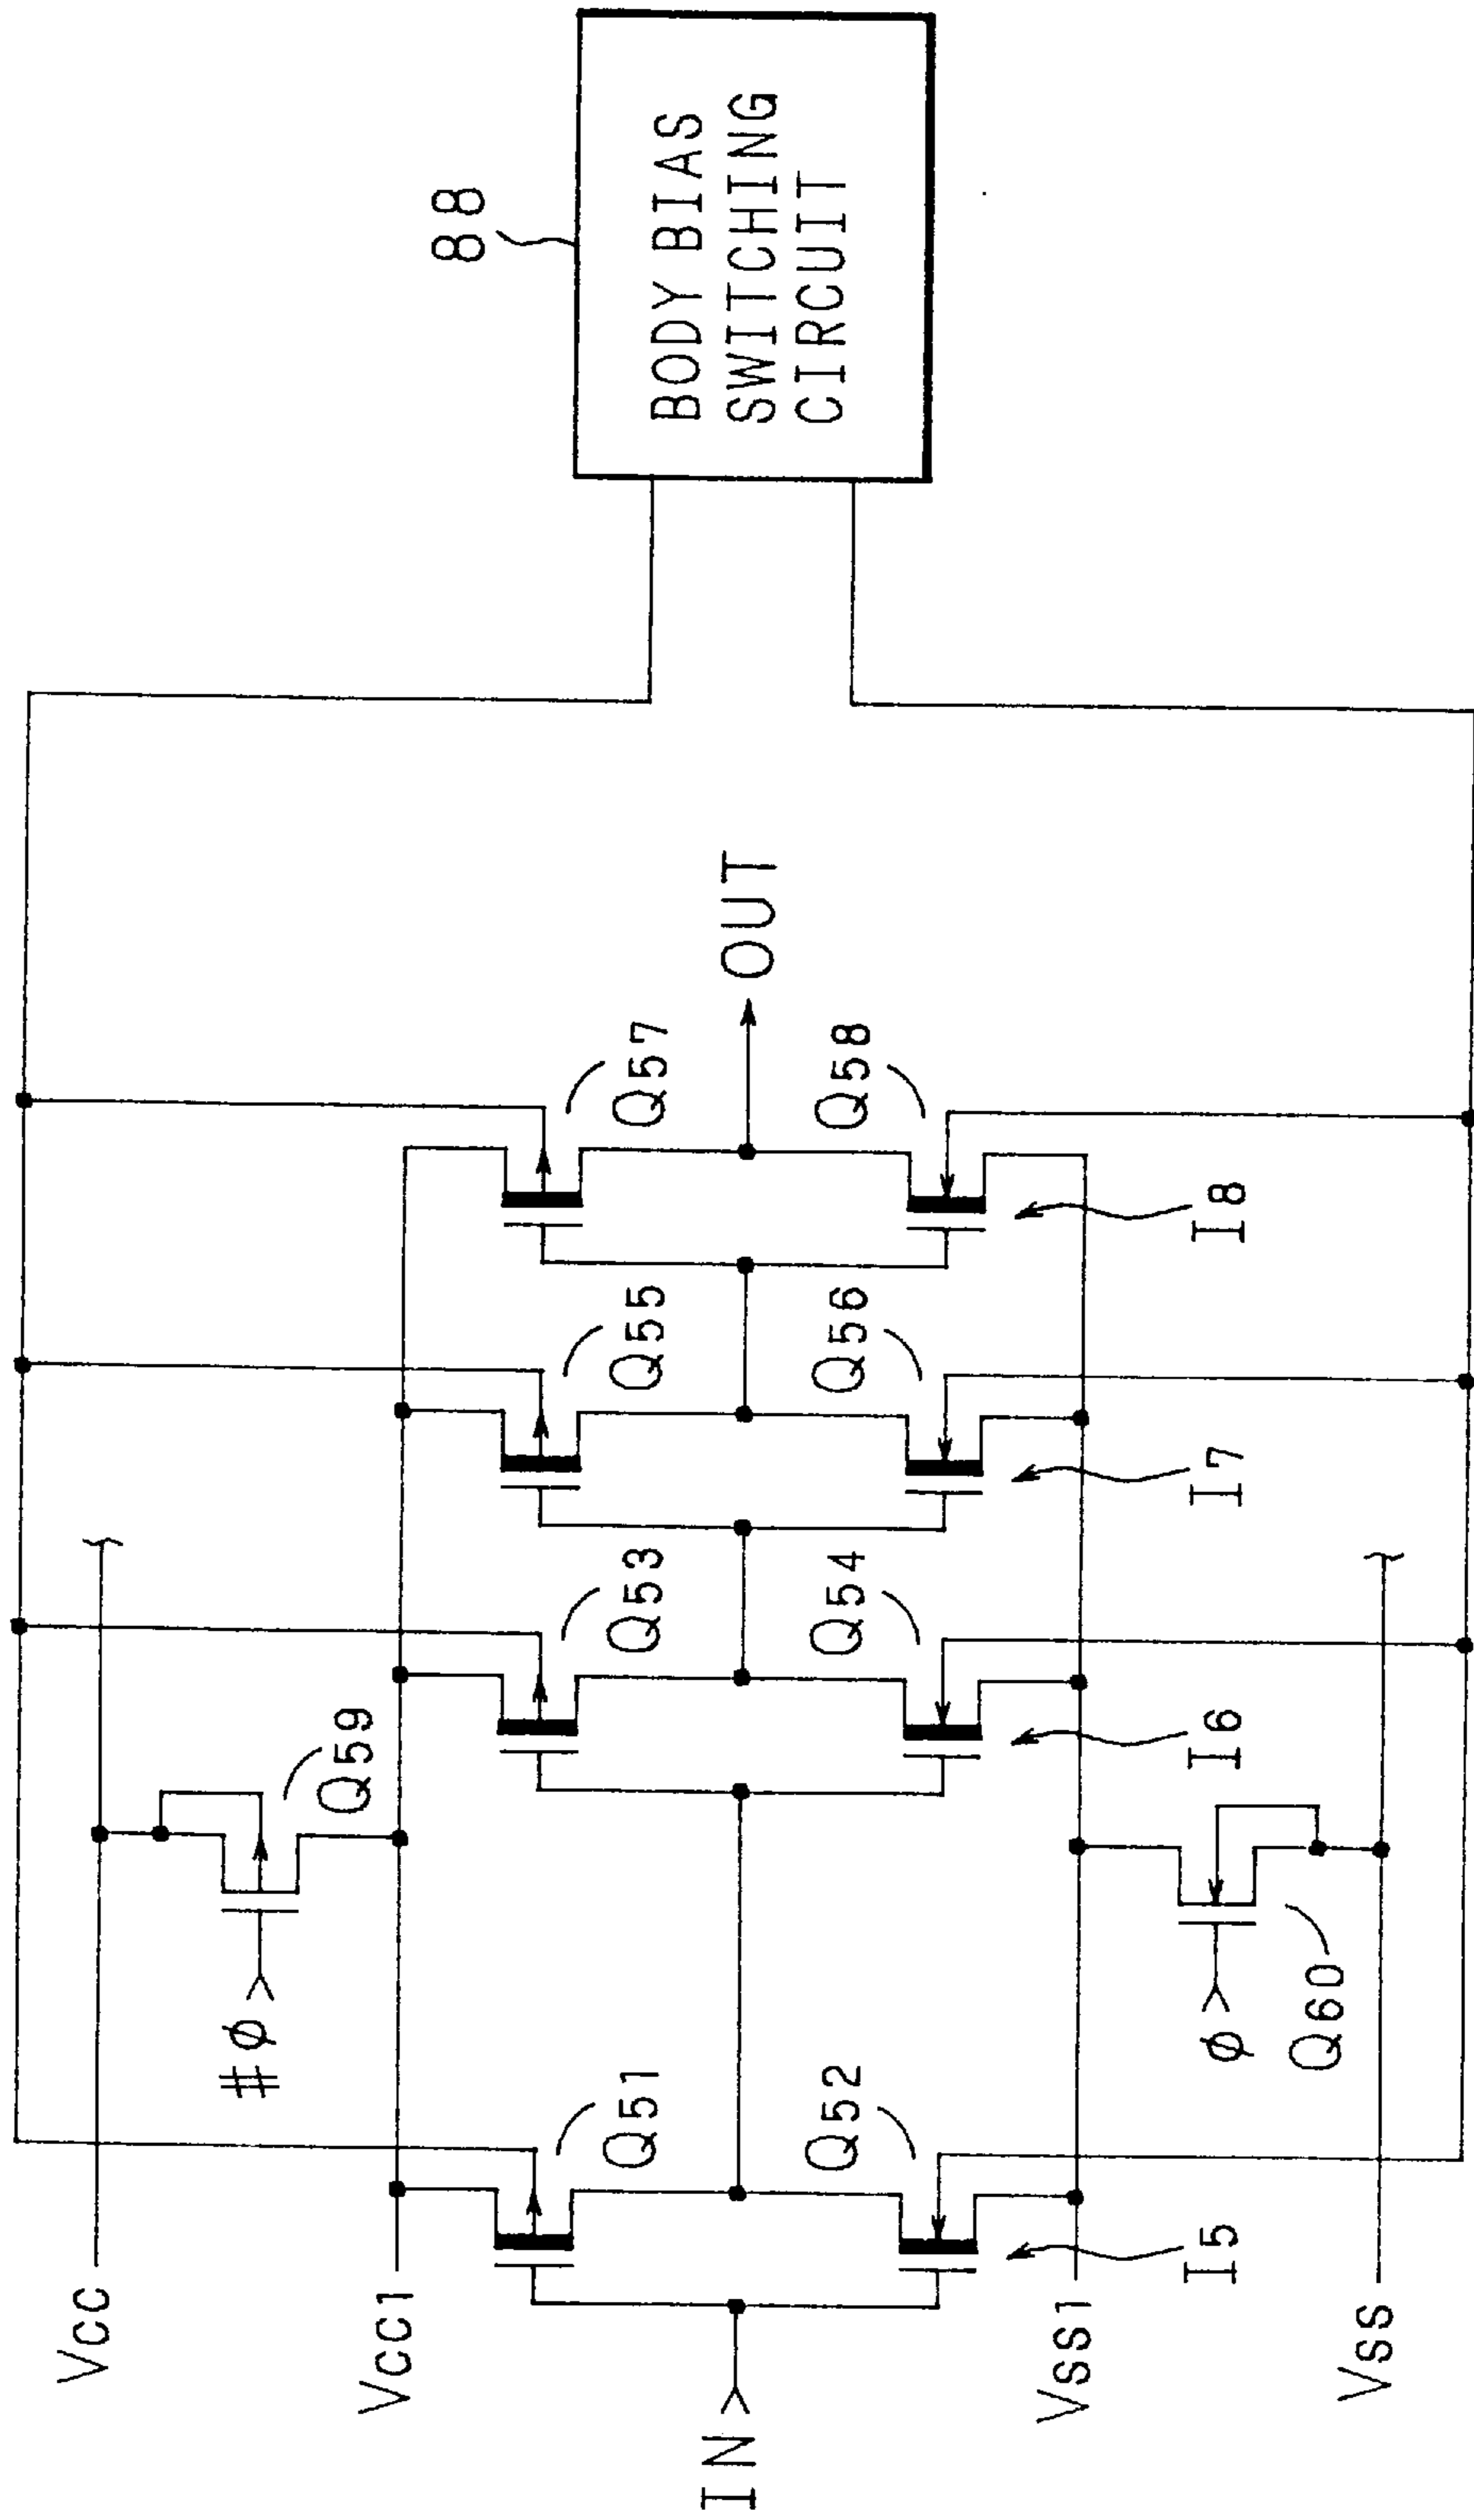 88
BODY BIAS
SWITCHING
CIRCUIT
Vcc
#Ø
Q59
Vcc1
Q51
Q53
Q55
Q57
IN
OUT
Q52
Q54
Q56
Q58
Vss1
I5
I6
I7
I8
Ø
Q60
Vss